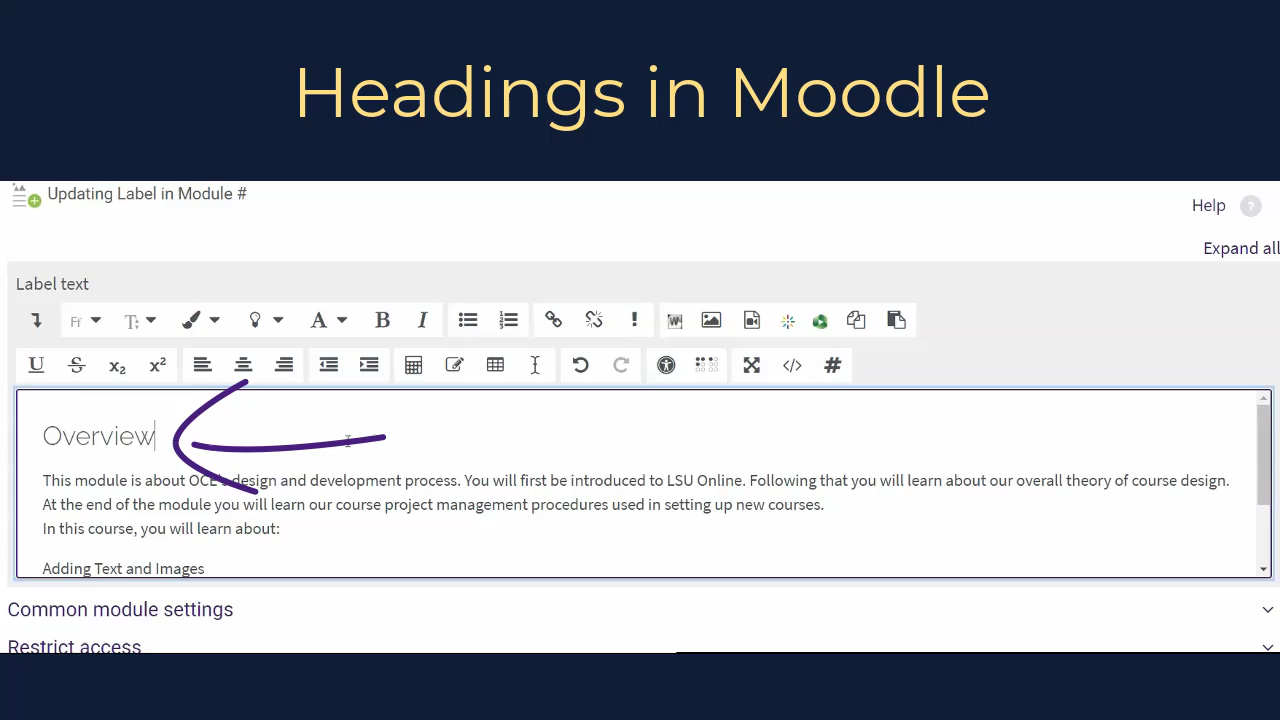 Headings in Moodle
Updating Label in Module #
Help ?
Expand all
Label text
Ff T A B I
U S x₂ x² </> #
Overview
This module is about OCE's design and development process. You will first be introduced to LSU Online. Following that you will learn about our overall theory of course design.
At the end of the module you will learn our course project management procedures used in setting up new courses.
In this course, you will learn about:
Adding Text and Images
Common module settings
Restrict access